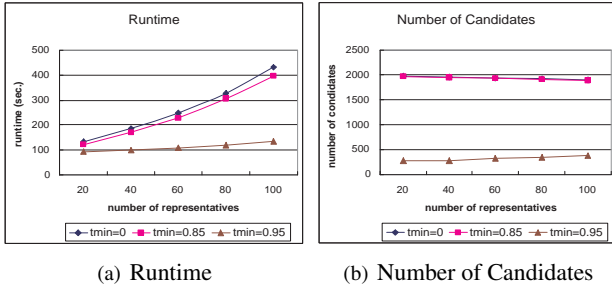 Runtime
500
400
300
200
100
0
runtime (sec.)
20 40 60 80 100
number of representatives
tmin=0 tmin=0.85 tmin=0.95
(a) Runtime
Number of Candidates
2500
2000
1500
1000
500
0
number of candidates
20 40 60 80 100
number of representatives
tmin=0 tmin=0.85 tmin=0.95
(b) Number of Candidates